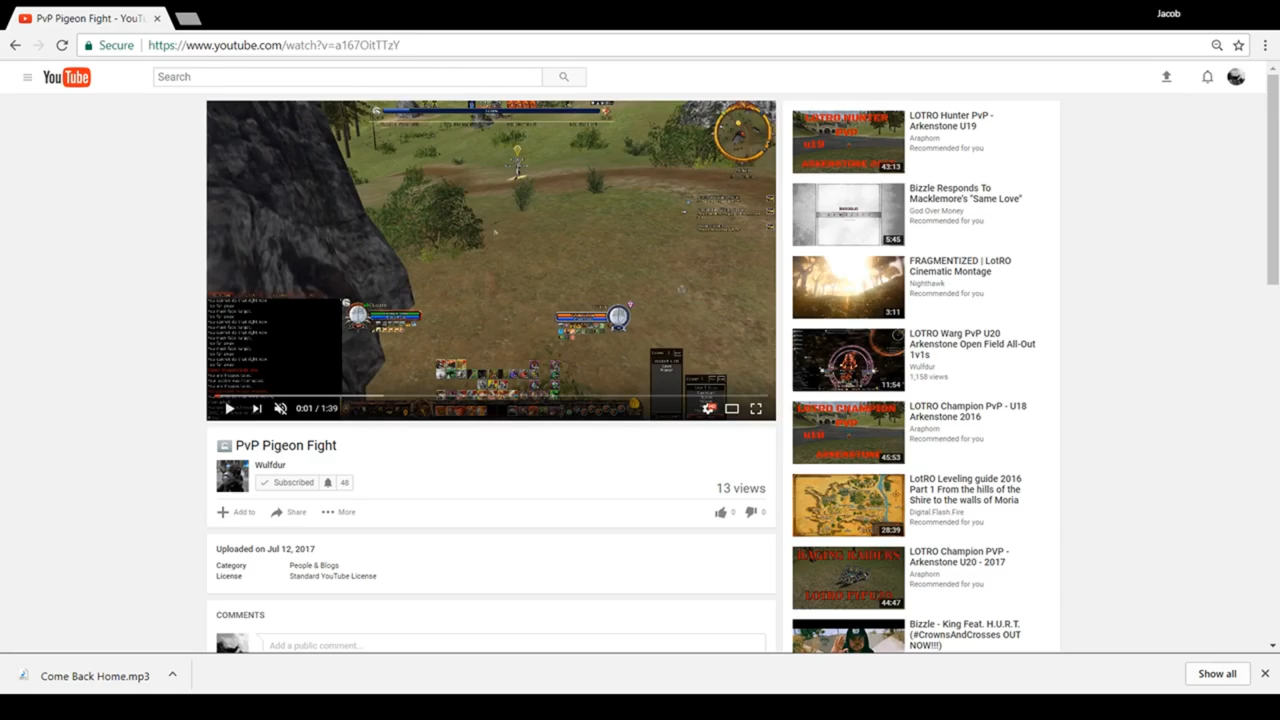 PvP Pigeon Fight - YouTu
Jacob
Secure
https://www.youtube.com/watch?v=a167OitTTzY
YouTube
Search
0:01 / 1:39
PvP Pigeon Fight
Wulfdur
Subscribed 48
13 views
Add to Share More 0 0
Uploaded on Jul 12, 2017
Category People & Blogs
License Standard YouTube License
COMMENTS
Add a public comment...
LOTRO HUNTER
PVP
U19
43:13
LOTRO Hunter PvP -
Arkenstone U19
Araphorn
Recommended for you
5:45
Bizzle Responds To
Macklemore's "Same Love"
God Over Money
Recommended for you
3:11
FRAGMENTIZED | LotRO
Cinematic Montage
Nighthawk
Recommended for you
11:54
LOTRO Warg PvP U20
Arkenstone Open Field All-Out
1v1s
Wulfdur
1,158 views
LOTRO CHAMPION
PVP
U18
45:53
LOTRO Champion PvP - U18
Arkenstone 2016
Araphorn
Recommended for you
28:39
LotRO Leveling guide 2016
Part 1 From the hills of the
Shire to the walls of Moria
Digital.Flash.Fire
Recommended for you
44:47
LOTRO Champion PVP -
Arkenstone U20 - 2017
Araphorn
Recommended for you
Bizzle - King Feat. H.U.R.T.
(#CrownsAndCrosses OUT
NOW!!!)
Come Back Home.mp3
Show all